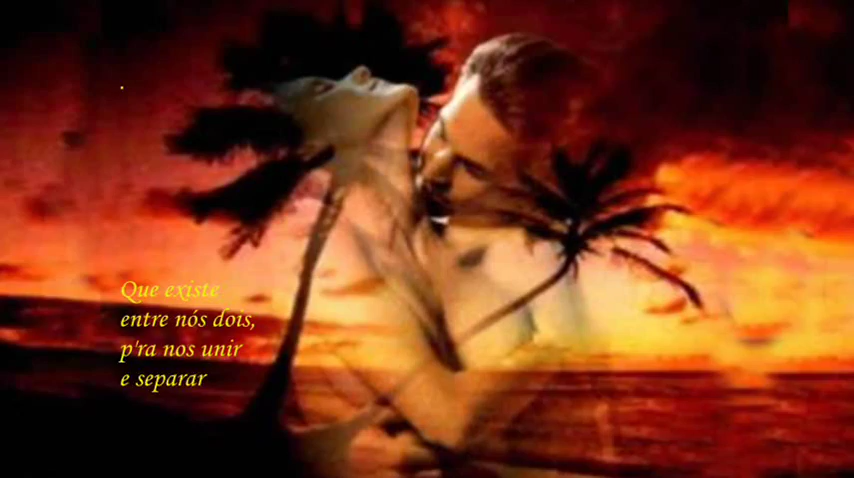 Que existe
entre nós dois,
p'ra nos unir
e separar